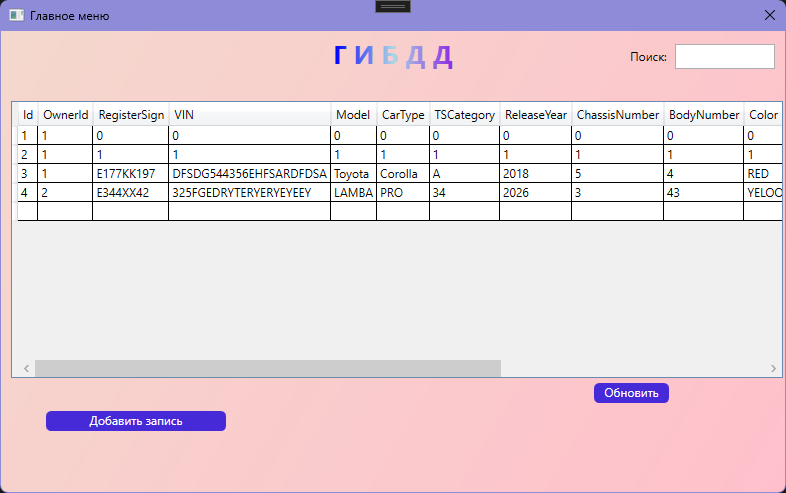 Главное меню
ГИБДД
Поиск:
Id OwnerId RegisterSign VIN Model CarType TSCategory ReleaseYear ChassisNumber BodyNumber Color
1 1 0 0 0 0 0 0 0 0 0
2 1 1 1 1 1 1 1 1 1 1
3 1 E177KK197 DFSDG544356EHFSARDFDSA Toyota Corolla A 2018 5 4 RED
4 2 E344XX42 325FGEDRYTERYERYEYEEY LAMBA PRO 34 2026 3 43 YELOO
Обновить
Добавить запись